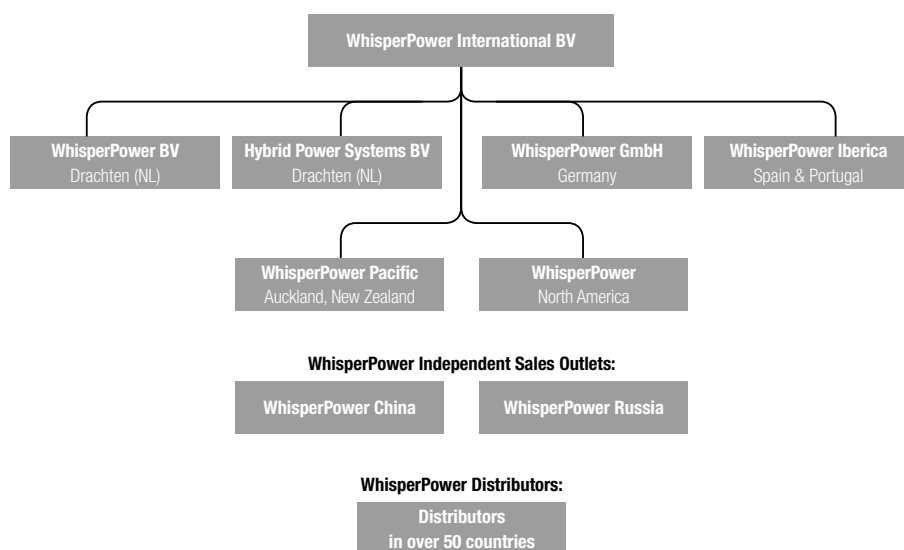 WhisperPower International BV
WhisperPower BV
Drachten (NL)
Hybrid Power Systems BV
Drachten (NL)
WhisperPower GmbH
Germany
WhisperPower Iberica
Spain & Portugal
WhisperPower Pacific
Auckland, New Zealand
WhisperPower
North America
WhisperPower Independent Sales Outlets:
WhisperPower China
WhisperPower Russia
WhisperPower Distributors:
Distributors
in over 50 countries